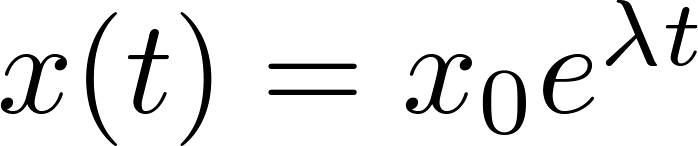 x(t) = x₀e^{λt}